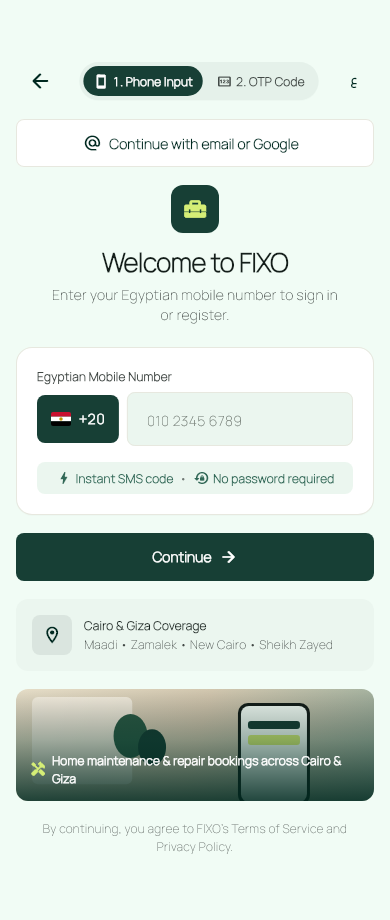 1. Phone Input
2. OTP Code
ع
Continue with email or Google
Welcome to FIXO
Enter your Egyptian mobile number to sign in
or register.
Egyptian Mobile Number
+20
010 2345 6789
Instant SMS code • No password required
Continue
Cairo & Giza Coverage
Maadi • Zamalek • New Cairo • Sheikh Zayed
Home maintenance & repair bookings across Cairo &
Giza
By continuing, you agree to FIXO's Terms of Service and
Privacy Policy.